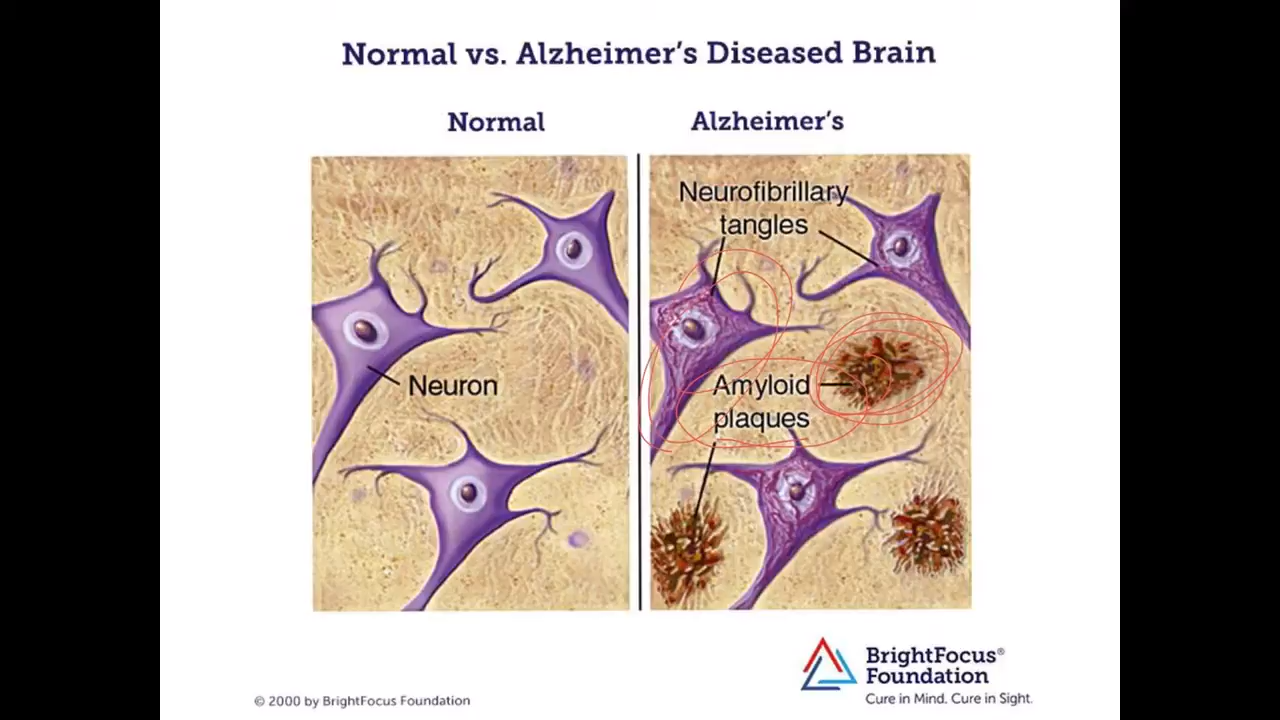 Normal vs. Alzheimer’s Diseased Brain
Normal
Alzheimer’s
Neurofibrillary
tangles
Neuron
Amyloid
plaques
BrightFocus®
Foundation
Cure in Mind. Cure in Sight.
© 2000 by BrightFocus Foundation